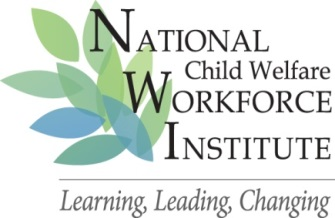 NATIONAL
Child Welfare
WORKFORCE
INSTITUTE
Learning, Leading, Changing